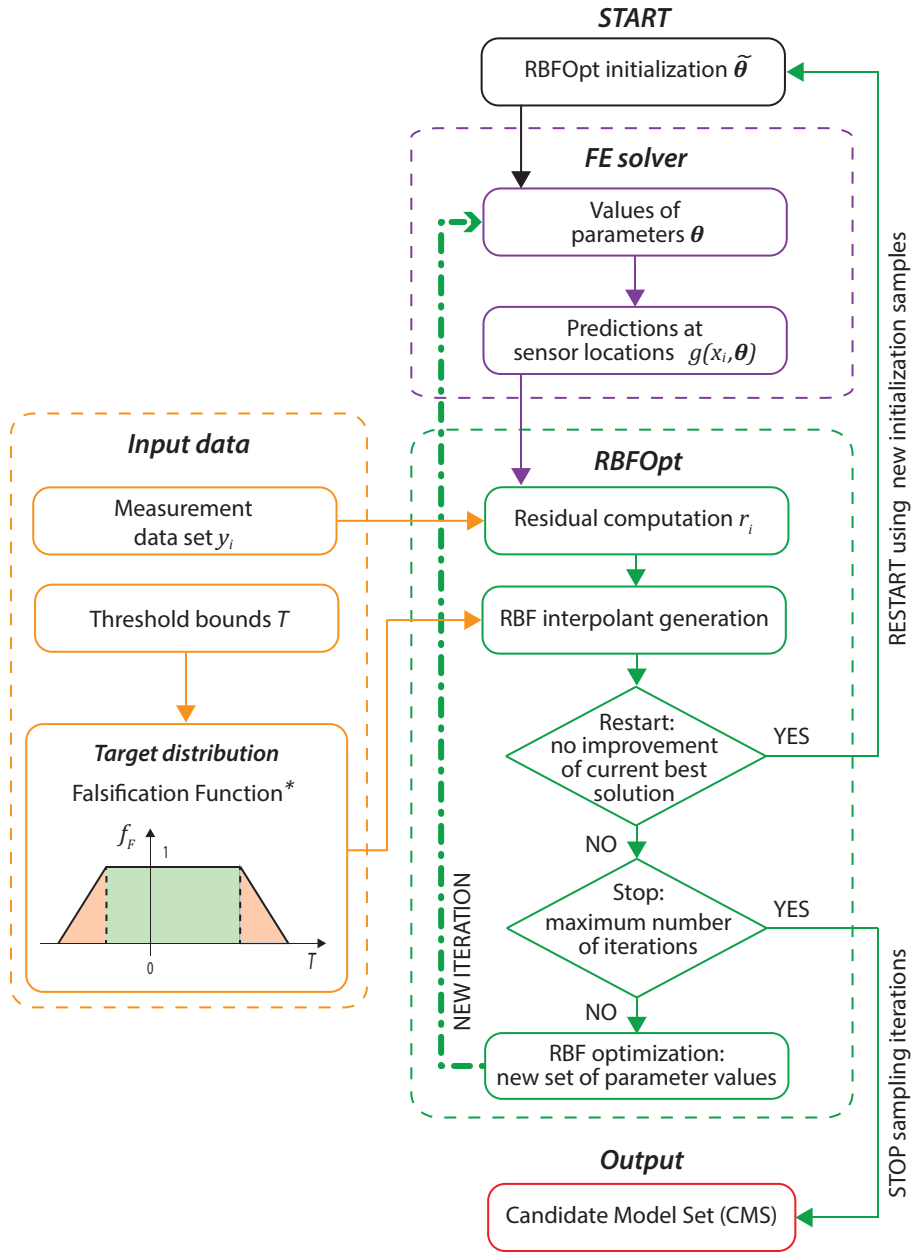 START
RBFOpt initialization θ̃
FE solver
Values of
parameters θ
Predictions at
sensor locations g(xᵢ,θ)
RESTART using new initialization samples
Input data
Measurement
data set yᵢ
Threshold bounds T
Target distribution
Falsification Function*
f_F
1
0
T
RBFOpt
Residual computation rᵢ
RBF interpolant generation
Restart:
no improvement
of current best
solution
YES
NO
Stop:
maximum number
of iterations
YES
NO
NEW ITERATION
RBF optimization:
new set of parameter values
STOP sampling iterations
Output
Candidate Model Set (CMS)